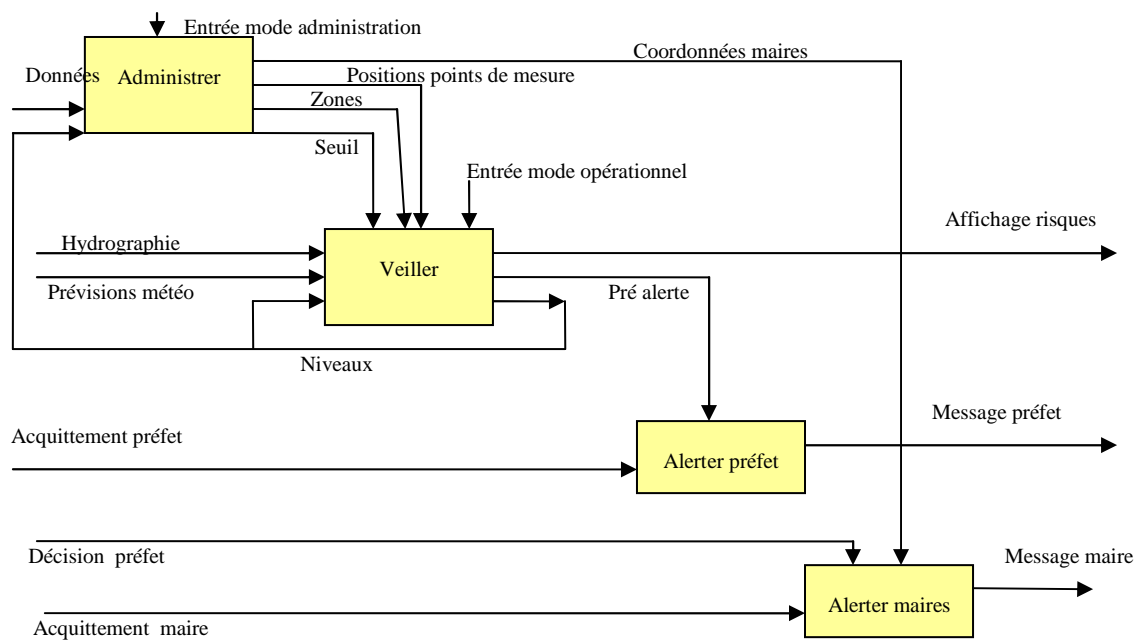 Entrée mode administration
Coordonnées maires
Données
Administrer
Positions points de mesure
Zones
Seuil
Entrée mode opérationnel
Affichage risques
Hydrographie
Veiller
Prévisions météo
Pré alerte
Niveaux
Message préfet
Acquittement préfet
Alerter préfet
Décision préfet
Message maire
Alerter maires
Acquittement maire